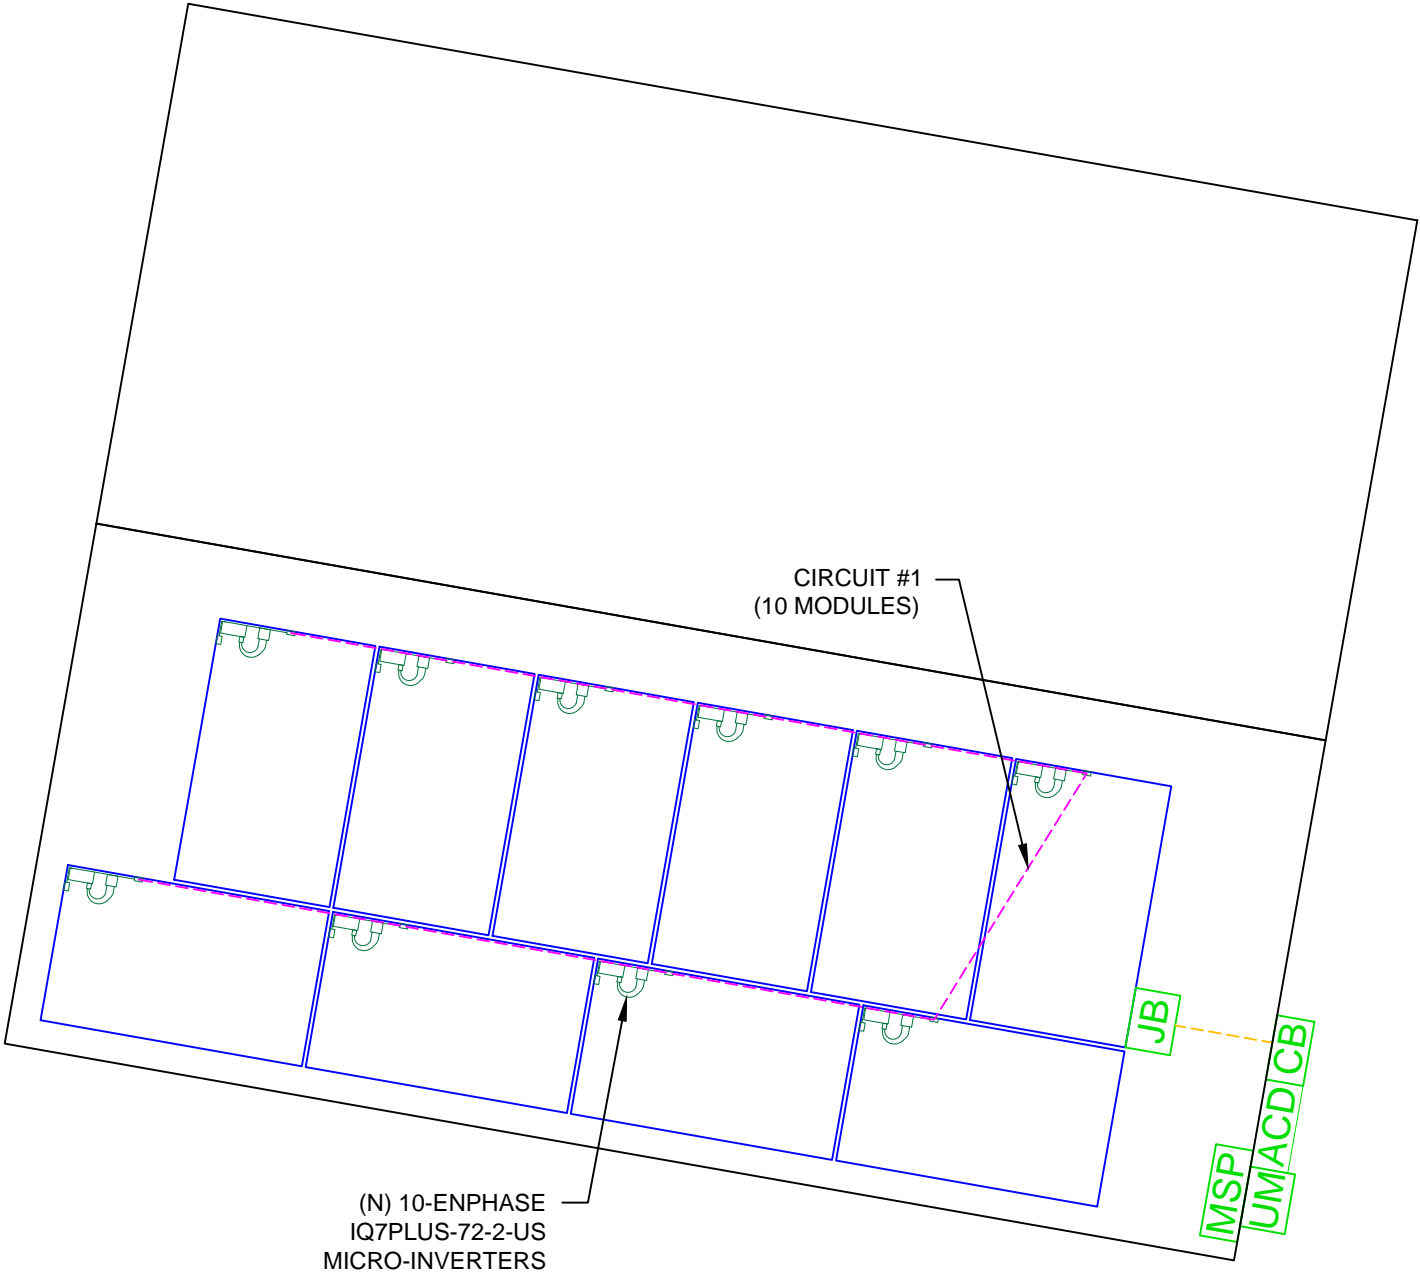 CIRCUIT #1
(10 MODULES)
JB
CB
ACD
MSP
UM
(N) 10-ENPHASE
IQ7PLUS-72-2-US
MICRO-INVERTERS